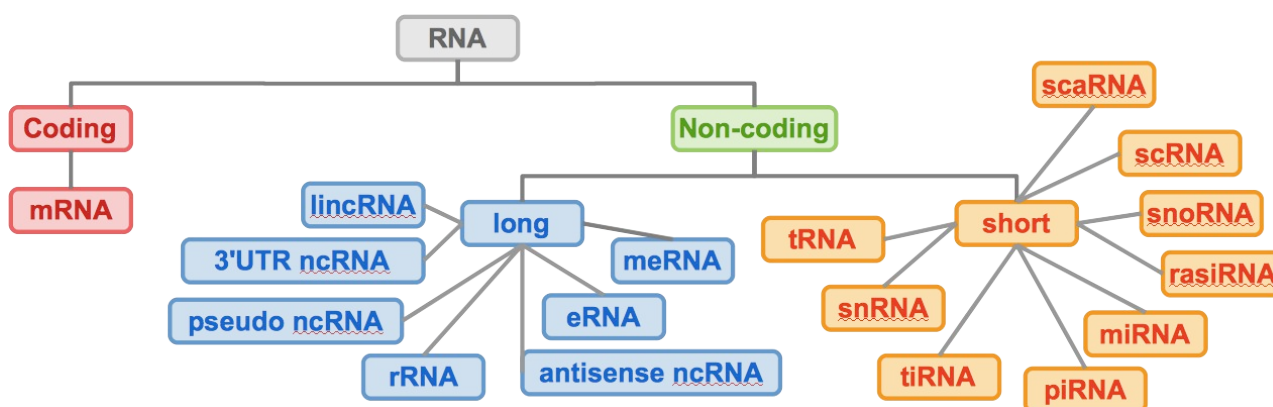 RNA
Coding
Non-coding
mRNA
long
short
lincRNA
3'UTR ncRNA
pseudo ncRNA
rRNA
antisense ncRNA
eRNA
meRNA
tRNA
snRNA
tiRNA
piRNA
miRNA
rasiRNA
snoRNA
scRNA
scaRNA